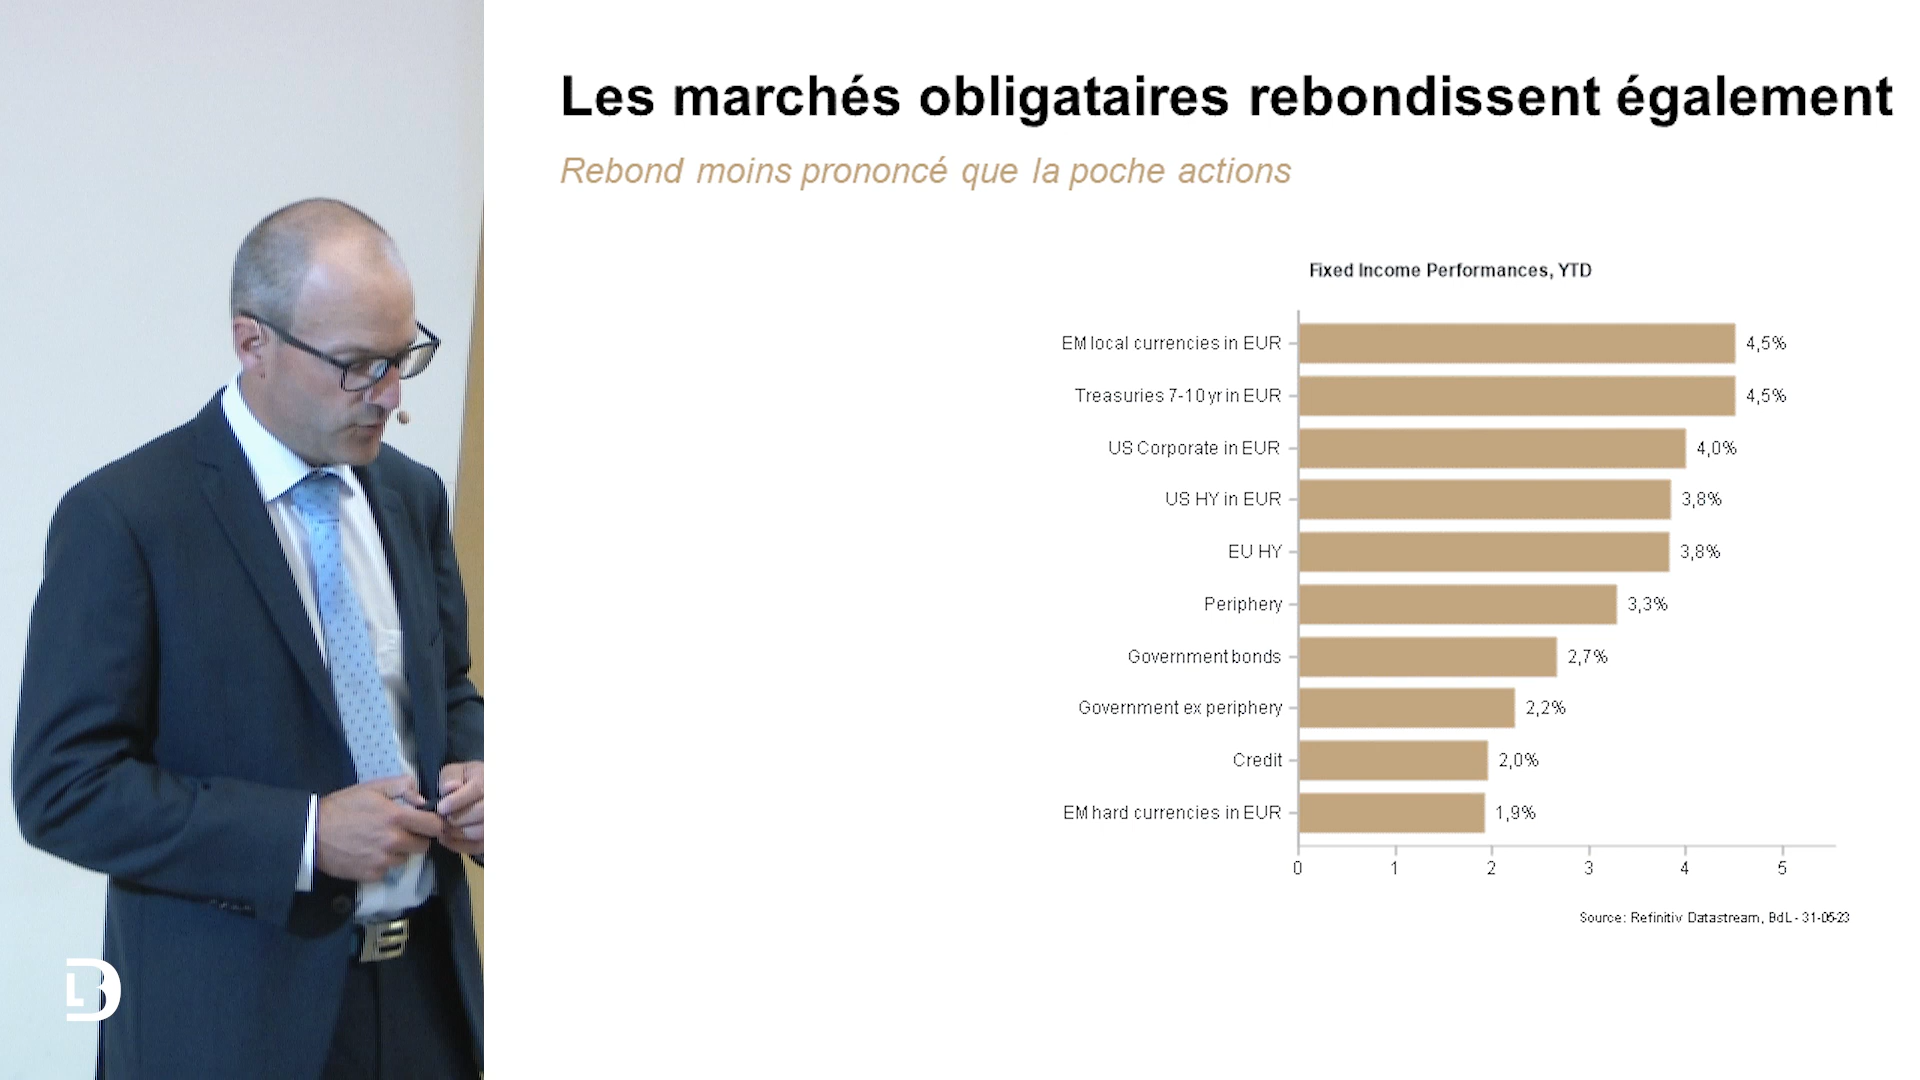 Les marchés obligataires rebondissent également
Rebond moins prononcé que la poche actions
Fixed Income Performances, YTD
EM local currencies in EUR 4,5%
Treasuries 7-10 yr in EUR 4,5%
US Corporate in EUR 4,0%
US HY in EUR 3,8%
EU HY 3,8%
Periphery 3,3%
Government bonds 2,7%
Government ex periphery 2,2%
Credit 2,0%
EM hard currencies in EUR 1,9%
0 1 2 3 4 5
Source: Refinitiv Datastream, BdL - 31-05-23